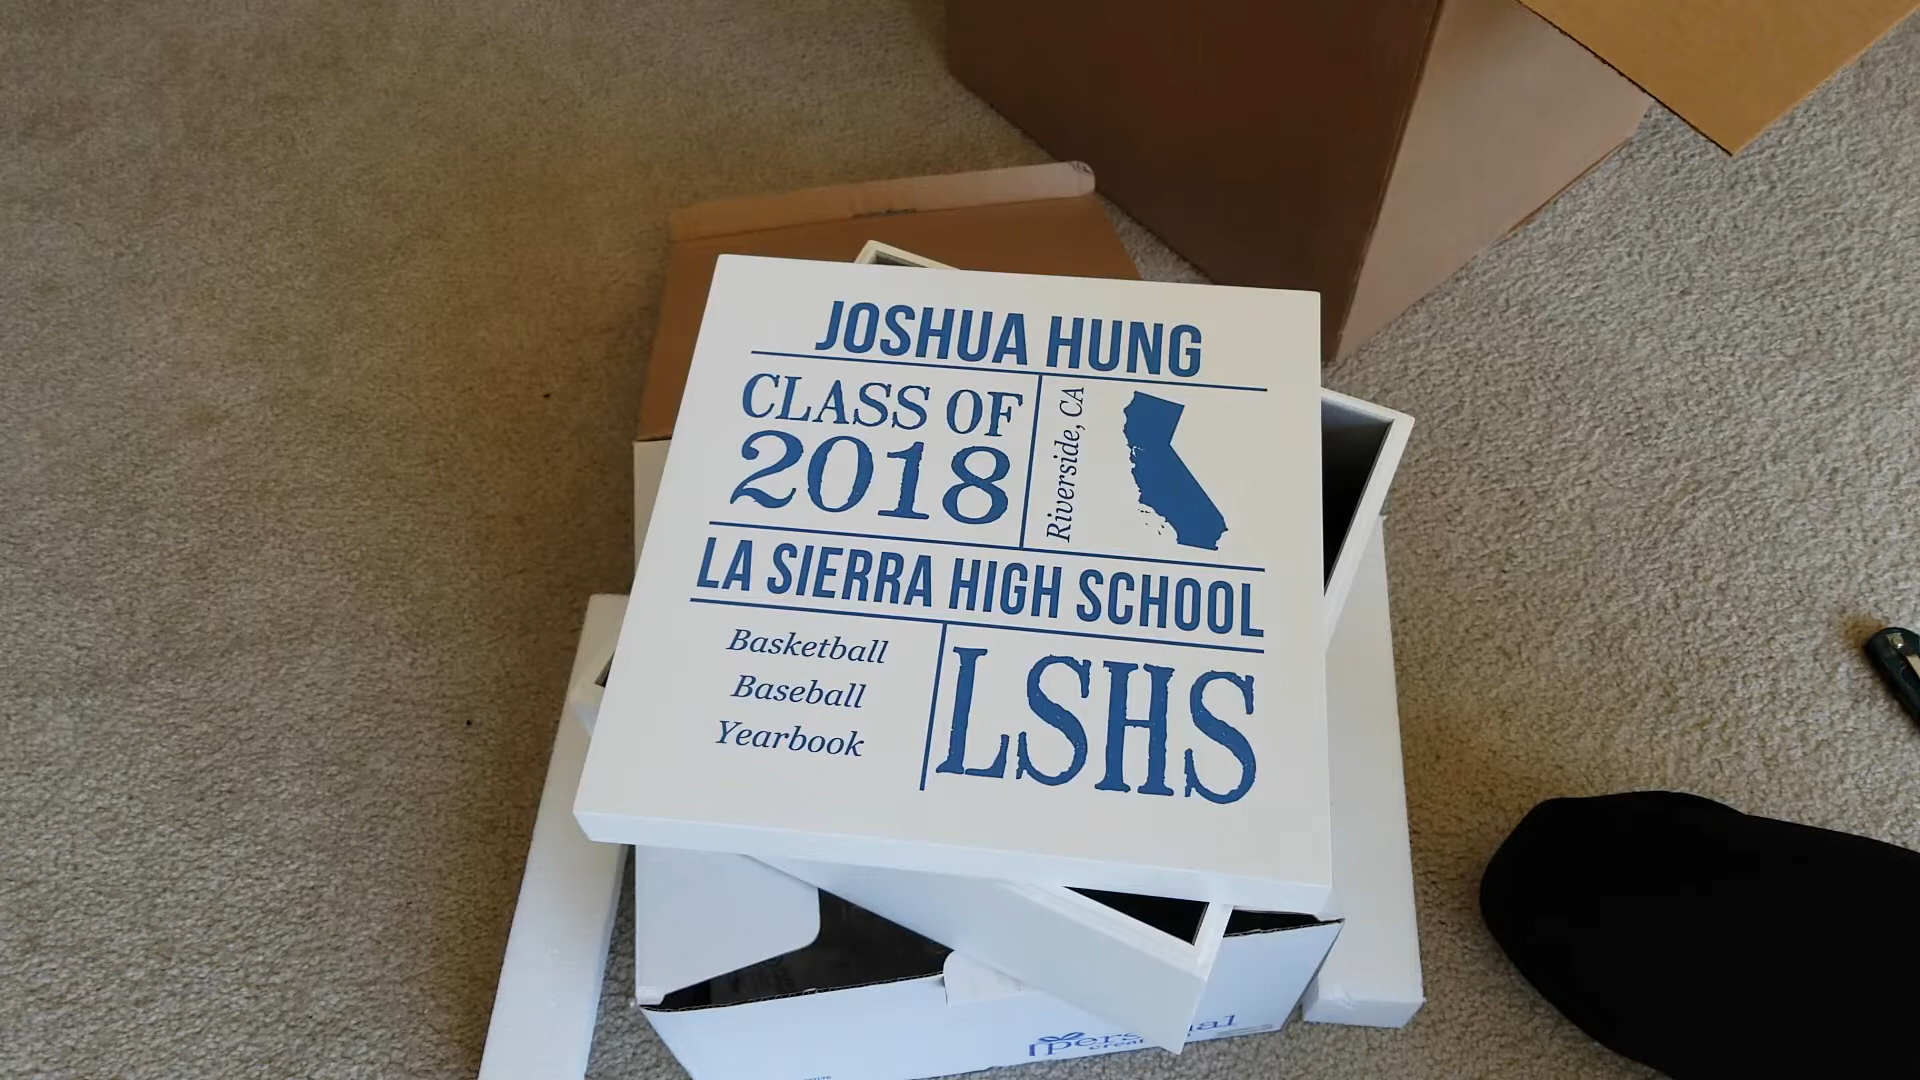 JOSHUA HUNG
CLASS OF
2018
Riverside, CA
LA SIERRA HIGH SCHOOL
Basketball
Baseball
Yearbook
LSHS